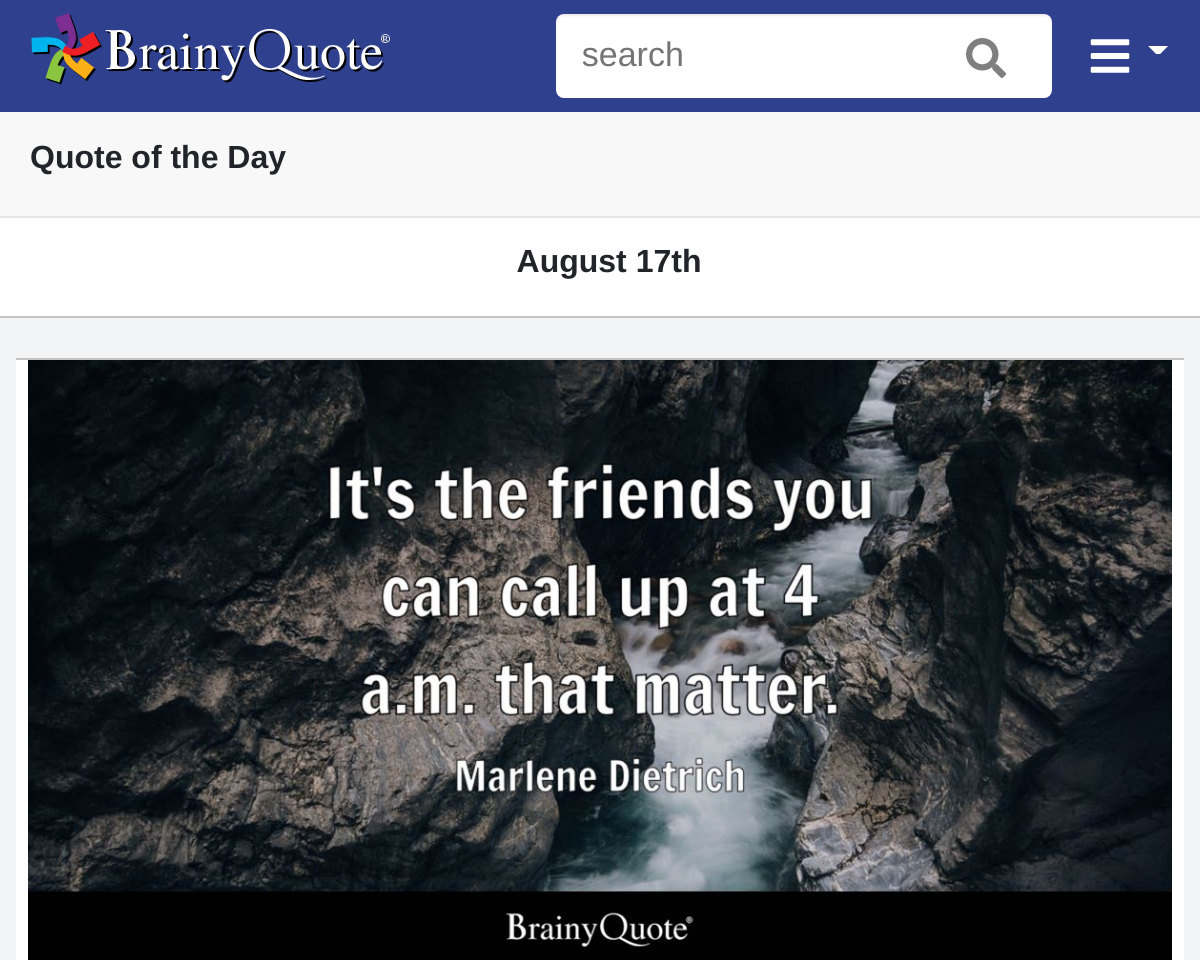 BrainyQuote®
search
Quote of the Day
August 17th
It's the friends you
can call up at 4
a.m. that matter.
Marlene Dietrich
BrainyQuote®